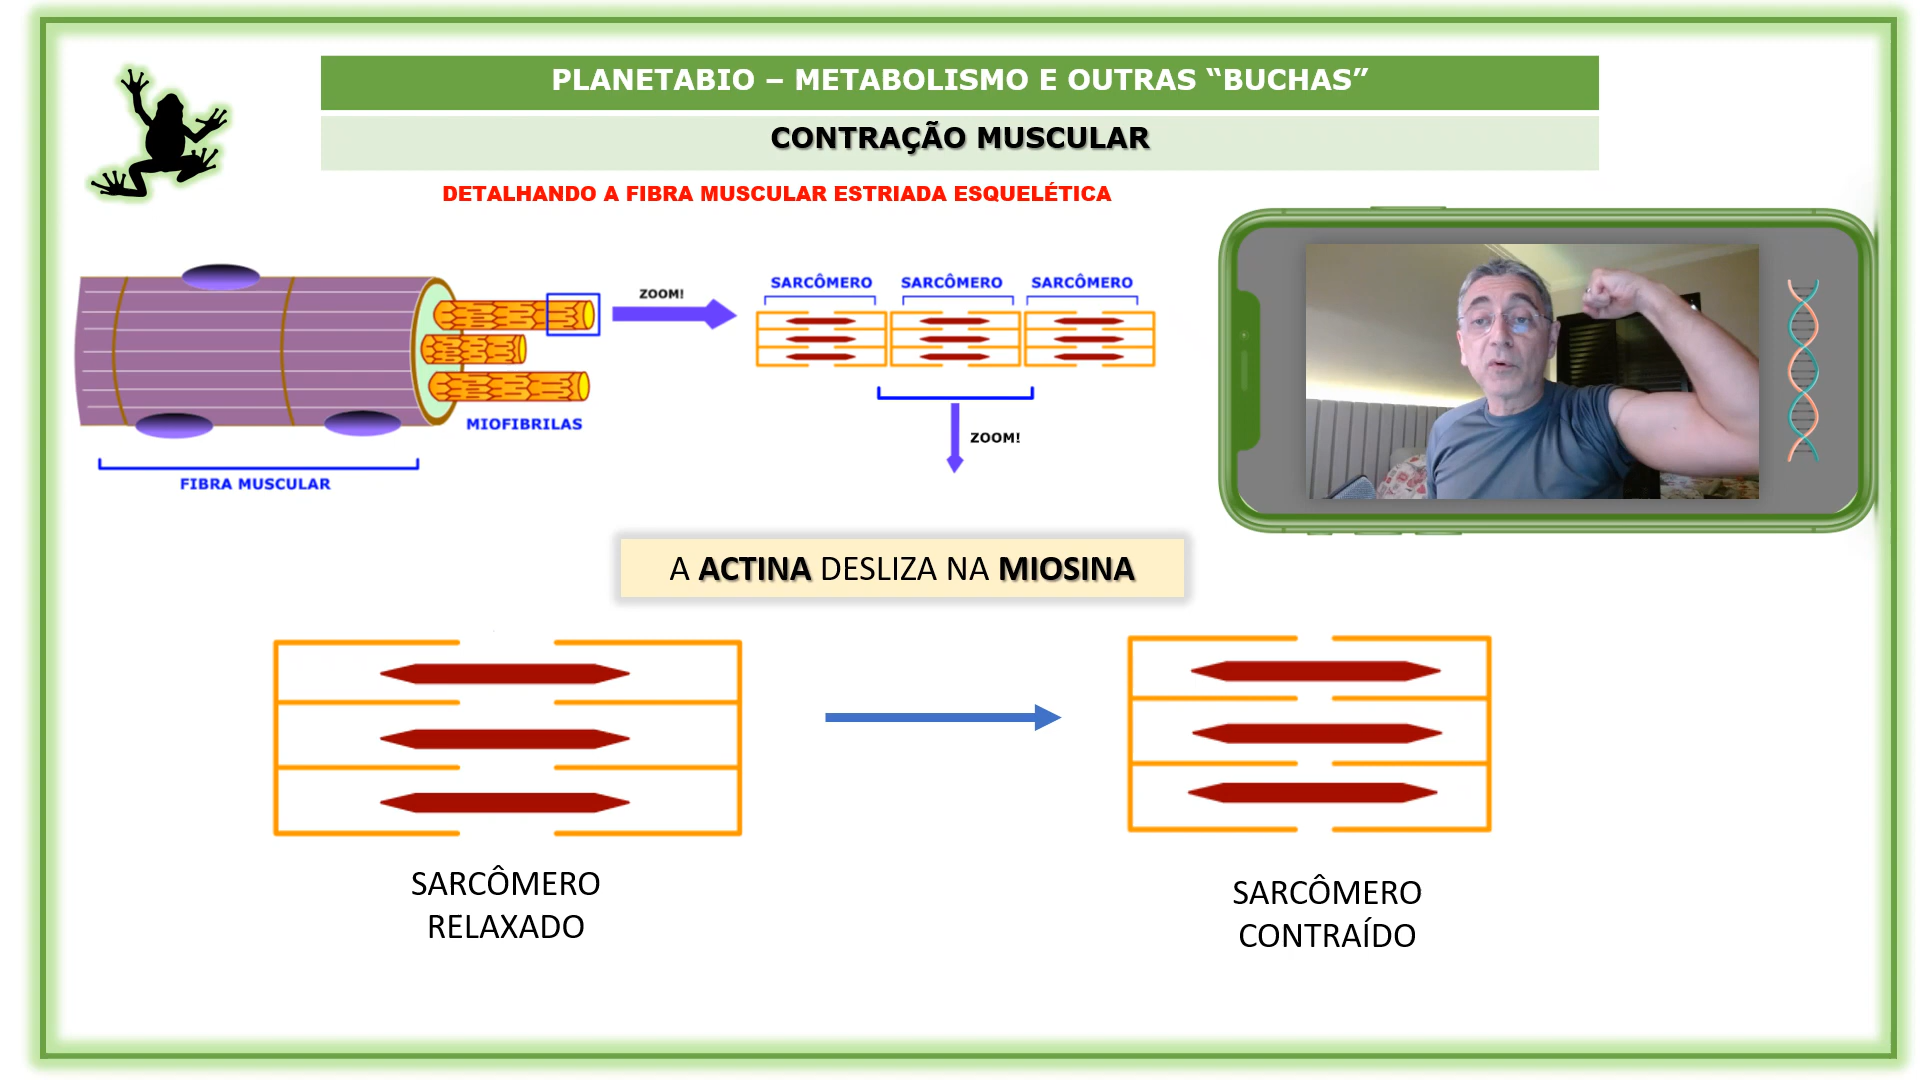 PLANETABIO – METABOLISMO E OUTRAS “BUCHAS”
CONTRAÇÃO MUSCULAR
DETALHANDO A FIBRA MUSCULAR ESTRIADA ESQUELÉTICA
ZOOM!
SARCÔMERO SARCÔMERO SARCÔMERO
MIOFIBRILAS
ZOOM!
FIBRA MUSCULAR
A ACTINA DESLIZA NA MIOSINA
SARCÔMERO
RELAXADO
SARCÔMERO
CONTRAÍDO